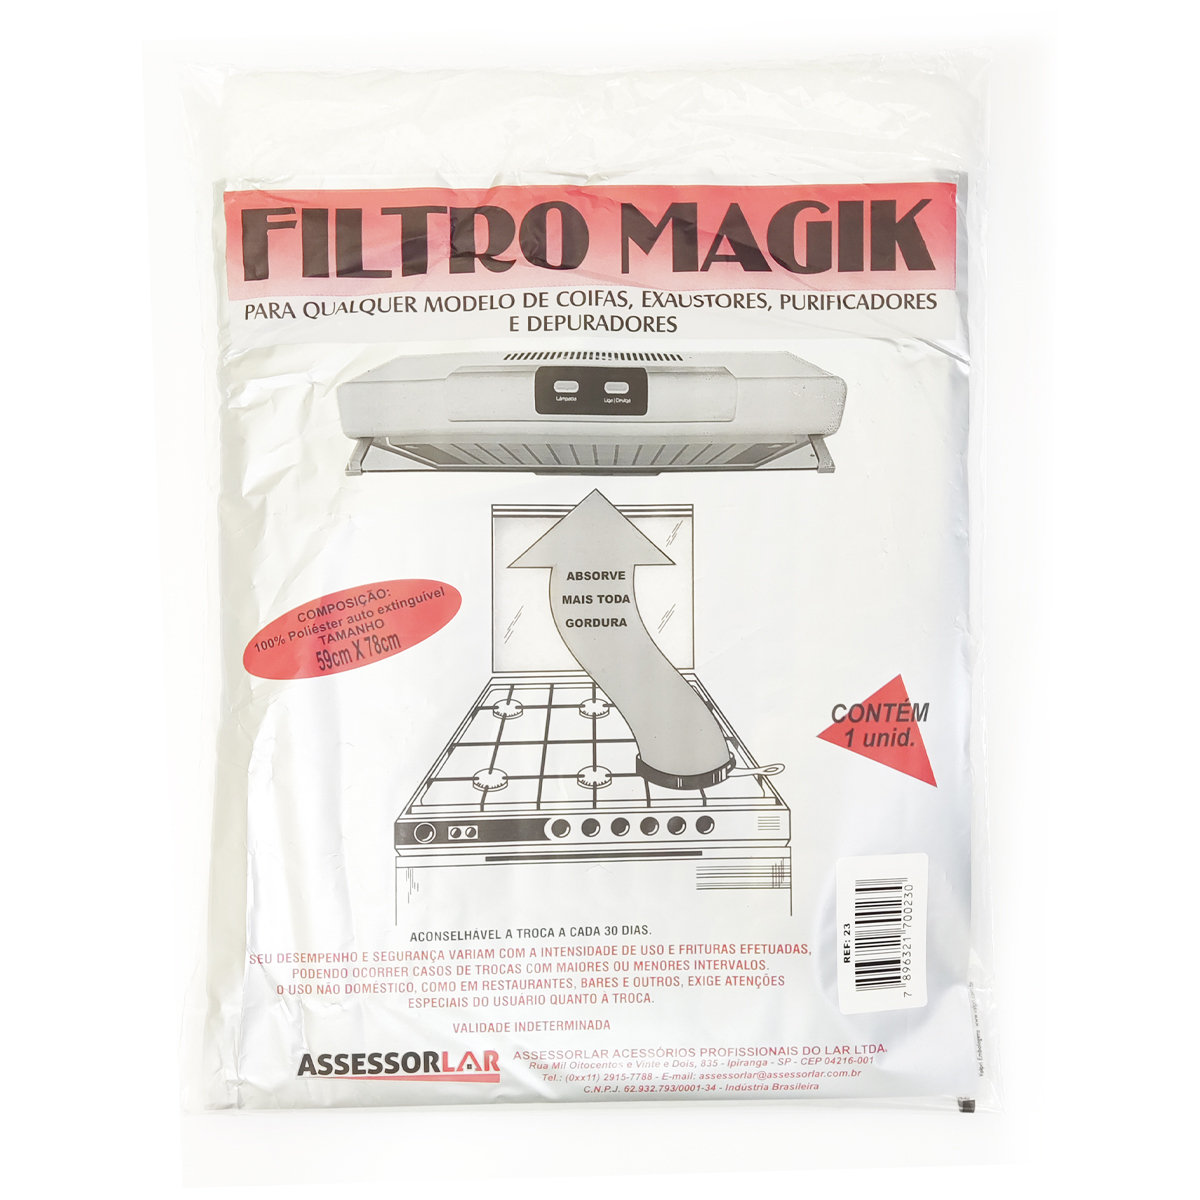 FILTRO MAGIK
PARA QUALQUER MODELO DE COIFAS, EXAUSTORES, PURIFICADORES
E DEPURADORES
Lâmpada
Liga|Desliga
ABSORVE
MAIS TODA
GORDURA
COMPOSIÇÃO:
100% Poliéster auto extinguível
TAMANHO
59cm X 78cm
CONTÉM
1 unid.
REF: 23
7 896321 700230
ACONSELHÁVEL A TROCA A CADA 30 DIAS.
SEU DESEMPENHO E SEGURANÇA VARIAM COM A INTENSIDADE DE USO E FRITURAS EFETUADAS,
PODENDO OCORRER CASOS DE TROCAS COM MAIORES OU MENORES INTERVALOS.
O USO NÃO DOMÉSTICO, COMO EM RESTAURANTES, BARES E OUTROS, EXIGE ATENÇÕES
ESPECIAIS DO USUÁRIO QUANTO À TROCA.
VALIDADE INDETERMINADA
ASSESSORLAR
ASSESSORLAR ACESSÓRIOS PROFISSIONAIS DO LAR LTDA.
Rua Mil Oitocentos e Vinte e Dois, 835 - Ipiranga - SP - CEP 04216-001
Tel.: (0xx11) 2915-7788 - E-mail: assessorlar@assessorlar.com.br
C.N.P.J. 62.932.793/0001-34 - Indústria Brasileira